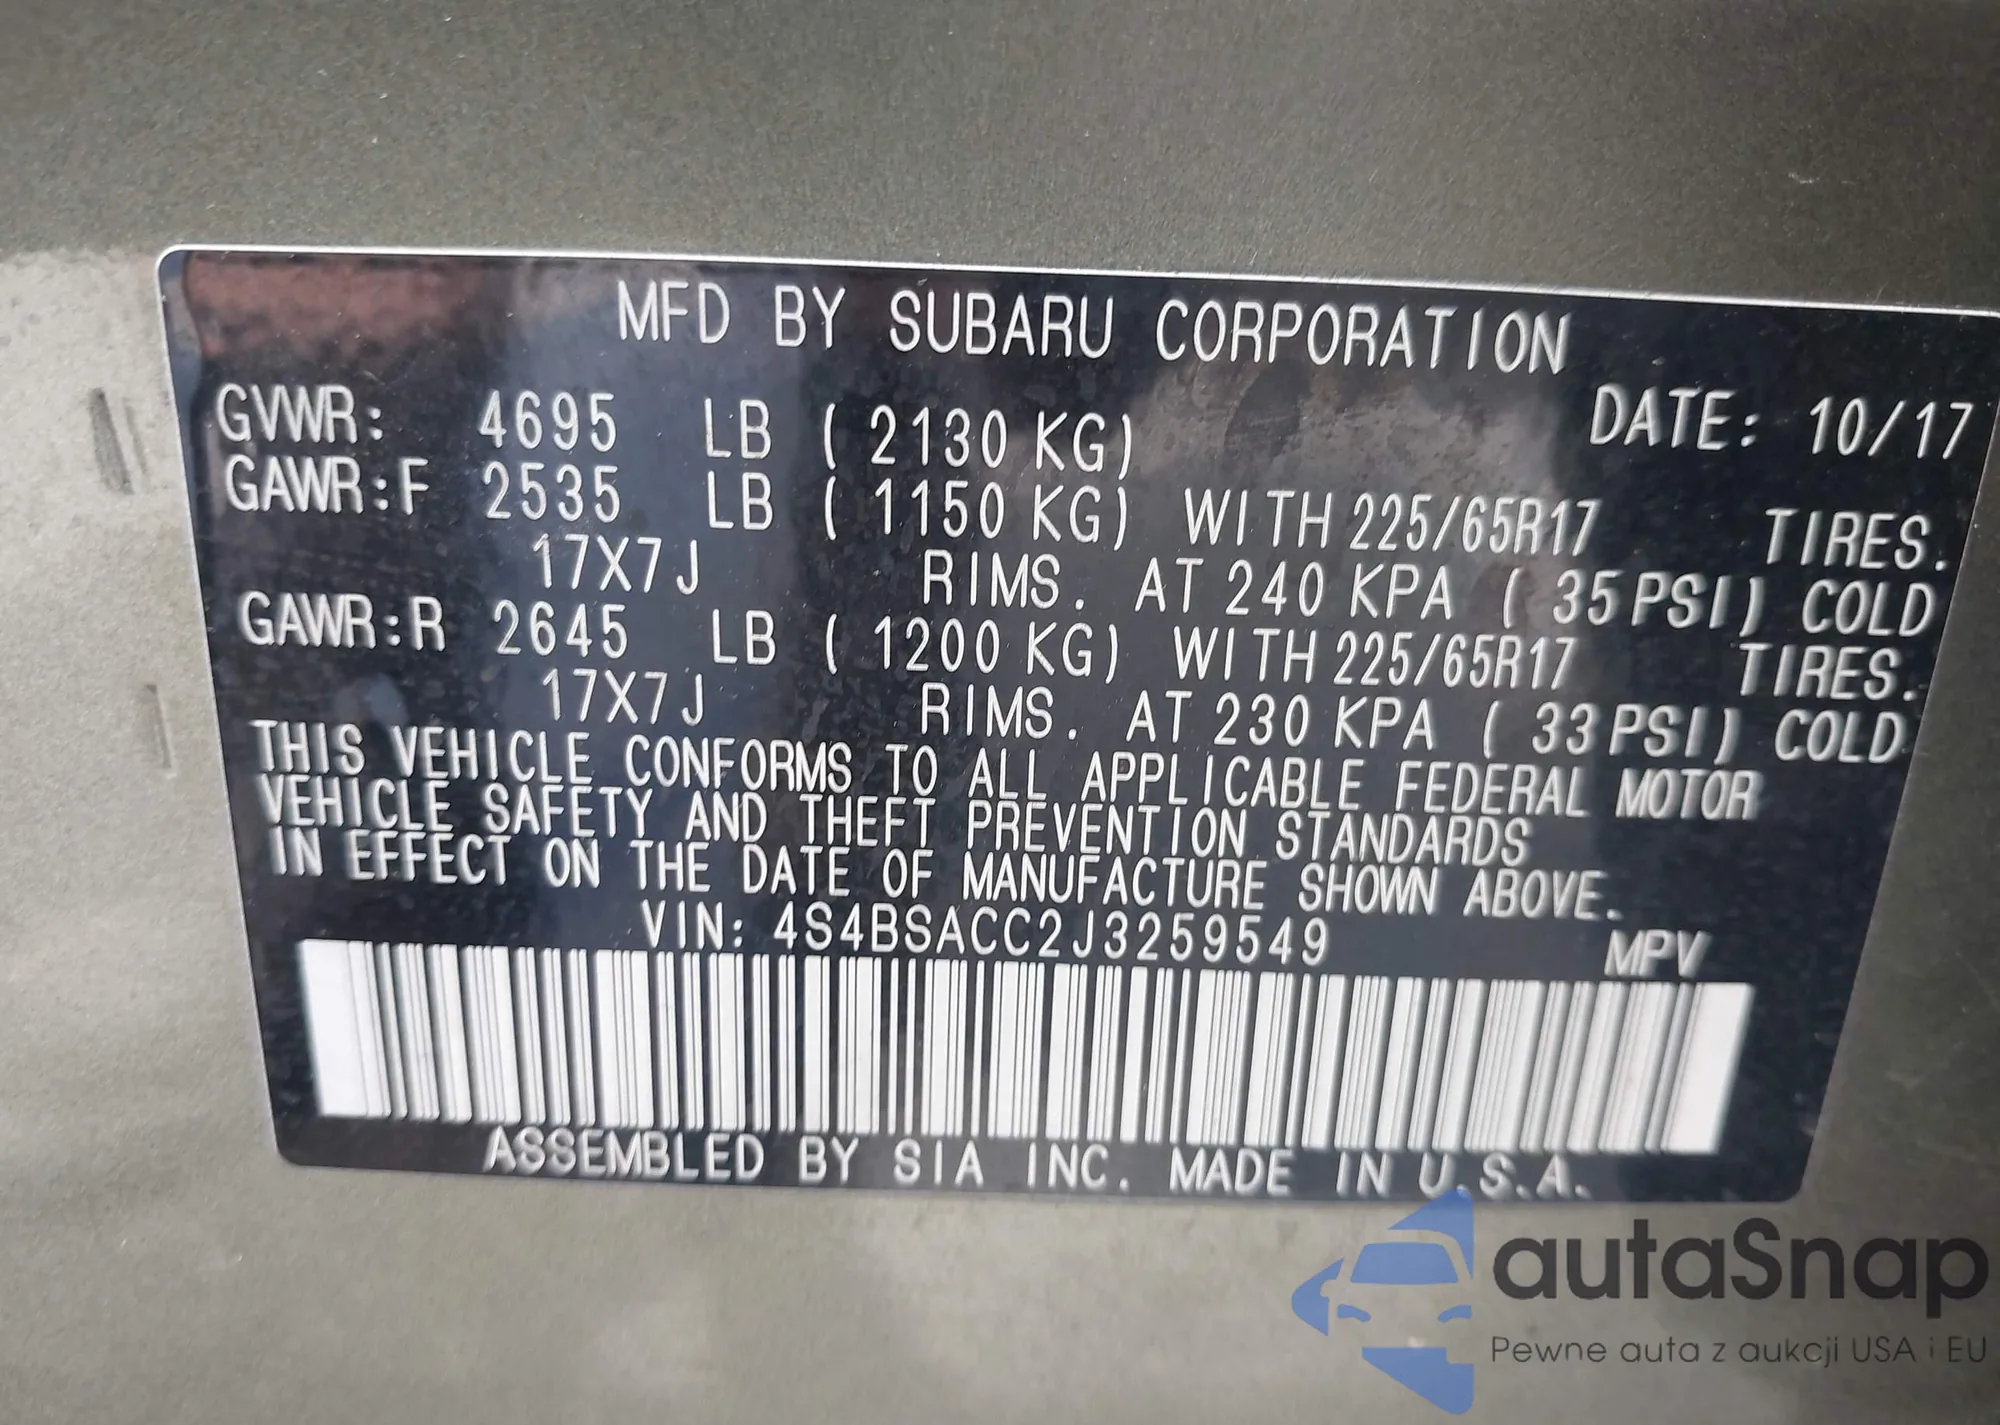 MFD BY SUBARU CORPORATION
GVWR: 4695 LB ( 2130 KG) DATE: 10/17
GAWR:F 2535 LB ( 1150 KG) WITH 225/65R17 TIRES.
17X7J RIMS. AT 240 KPA ( 35 PSI) COLD
GAWR:R 2645 LB ( 1200 KG) WITH 225/65R17 TIRES.
17X7J RIMS. AT 230 KPA ( 33 PSI) COLD
THIS VEHICLE CONFORMS TO ALL APPLICABLE FEDERAL MOTOR
VEHICLE SAFETY AND THEFT PREVENTION STANDARDS
IN EFFECT ON THE DATE OF MANUFACTURE SHOWN ABOVE.
VIN: 4S4BSACC2J3259549 MPV
ASSEMBLED BY SIA INC. MADE IN U.S.A.
autaSnap
Pewne auta z aukcji USA i EU